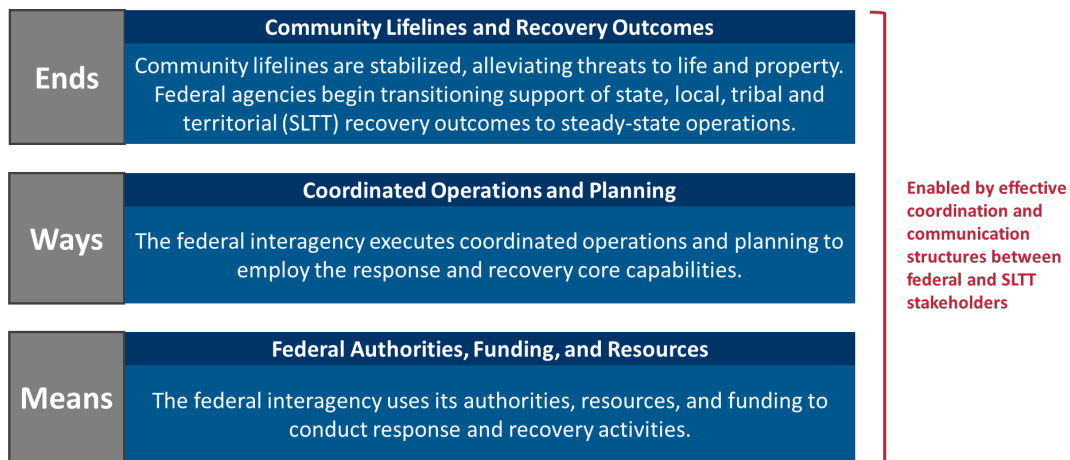 Ends
Community Lifelines and Recovery Outcomes
Community lifelines are stabilized, alleviating threats to life and property.
Federal agencies begin transitioning support of state, local, tribal and
territorial (SLTT) recovery outcomes to steady-state operations.
Ways
Coordinated Operations and Planning
The federal interagency executes coordinated operations and planning to
employ the response and recovery core capabilities.
Means
Federal Authorities, Funding, and Resources
The federal interagency uses its authorities, resources, and funding to
conduct response and recovery activities.
Enabled by effective
coordination and
communication
structures between
federal and SLTT
stakeholders